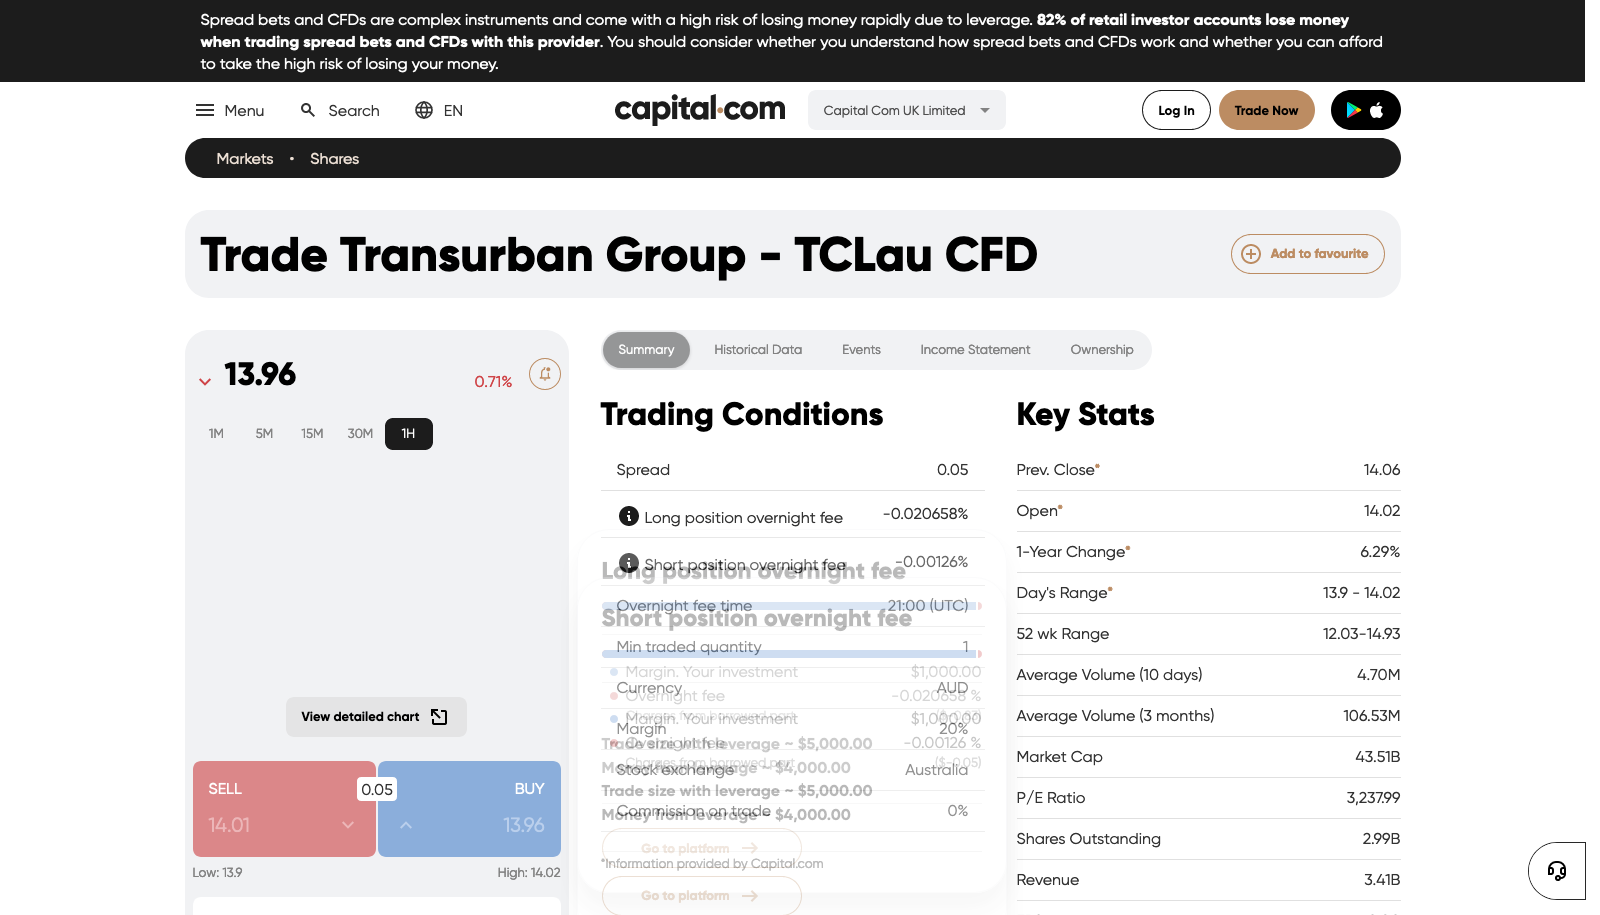 Spread bets and CFDs are complex instruments and come with a high risk of losing money rapidly due to leverage. 82% of retail investor accounts lose money
when trading spread bets and CFDs with this provider. You should consider whether you understand how spread bets and CFDs work and whether you can afford
to take the high risk of losing your money.
Menu
Search
EN
capital.com
Capital Com UK Limited
Log In
Trade Now
Markets • Shares
Trade Transurban Group - TCLau CFD
Add to favourite
13.96
0.71%
1M 5M 15M 30M 1H
View detailed chart
SELL
14.01
0.05
BUY
13.96
Low: 13.9
High: 14.02
Summary Historical Data Events Income Statement Ownership
Trading Conditions
Spread 0.05
Long position overnight fee -0.020658%
Short position overnight fee -0.00126%
Long position overnight fee
Overnight fee time 21:00 (UTC)
Short position overnight fee
Min traded quantity 1
Margin. Your investment $1,000.00
Currency AUD
Overnight fee -0.020658 %
Charges from borrowed part
Margin. Your investment $1,000.00
Margin 20%
Overnight fee -0.00126 %
Trade size with leverage ~ $5,000.00
Charges from borrowed part ($-0.05)
Money from leverage ~ $4,000.00
Stock exchange Australia
Trade size with leverage ~ $5,000.00
Commission on trade 0%
Money from leverage ~ $4,000.00
Go to platform
*Information provided by Capital.com
Go to platform
Key Stats
Prev. Close* 14.06
Open* 14.02
1-Year Change* 6.29%
Day's Range* 13.9 - 14.02
52 wk Range 12.03-14.93
Average Volume (10 days) 4.70M
Average Volume (3 months) 106.53M
Market Cap 43.51B
P/E Ratio 3,237.99
Shares Outstanding 2.99B
Revenue 3.41B